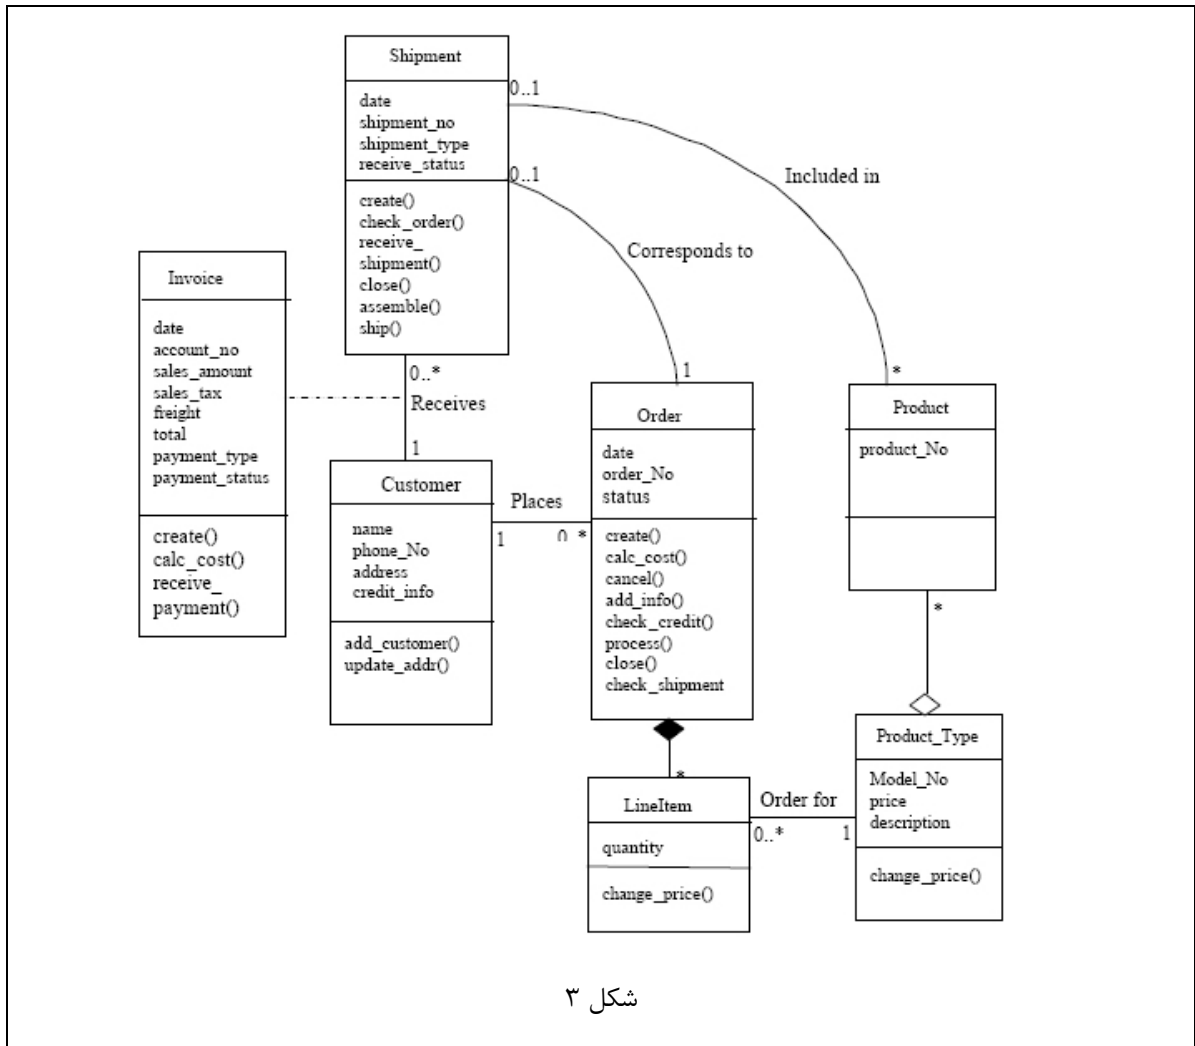 Shipment
date
shipment_no
shipment_type
receive_status
create()
check_order()
receive_
shipment()
close()
assemble()
ship()
0..1
0..1
Included in
Corresponds to
Invoice
date
account_no
sales_amount
sales_tax
freight
total
payment_type
payment_status
create()
calc_cost()
receive_
payment()
0..*
Receives
1
Customer
name
phone_No
address
credit_info
add_customer()
update_addr()
Places
1
0 *
1
Order
date
order_No
status
create()
calc_cost()
cancel()
add_info()
check_credit()
process()
close()
check_shipment
*
Product
product_No
*
*
LineItem
quantity
change_price()
Order for
0..*
1
Product_Type
Model_No
price
description
change_price()
شکل ۳